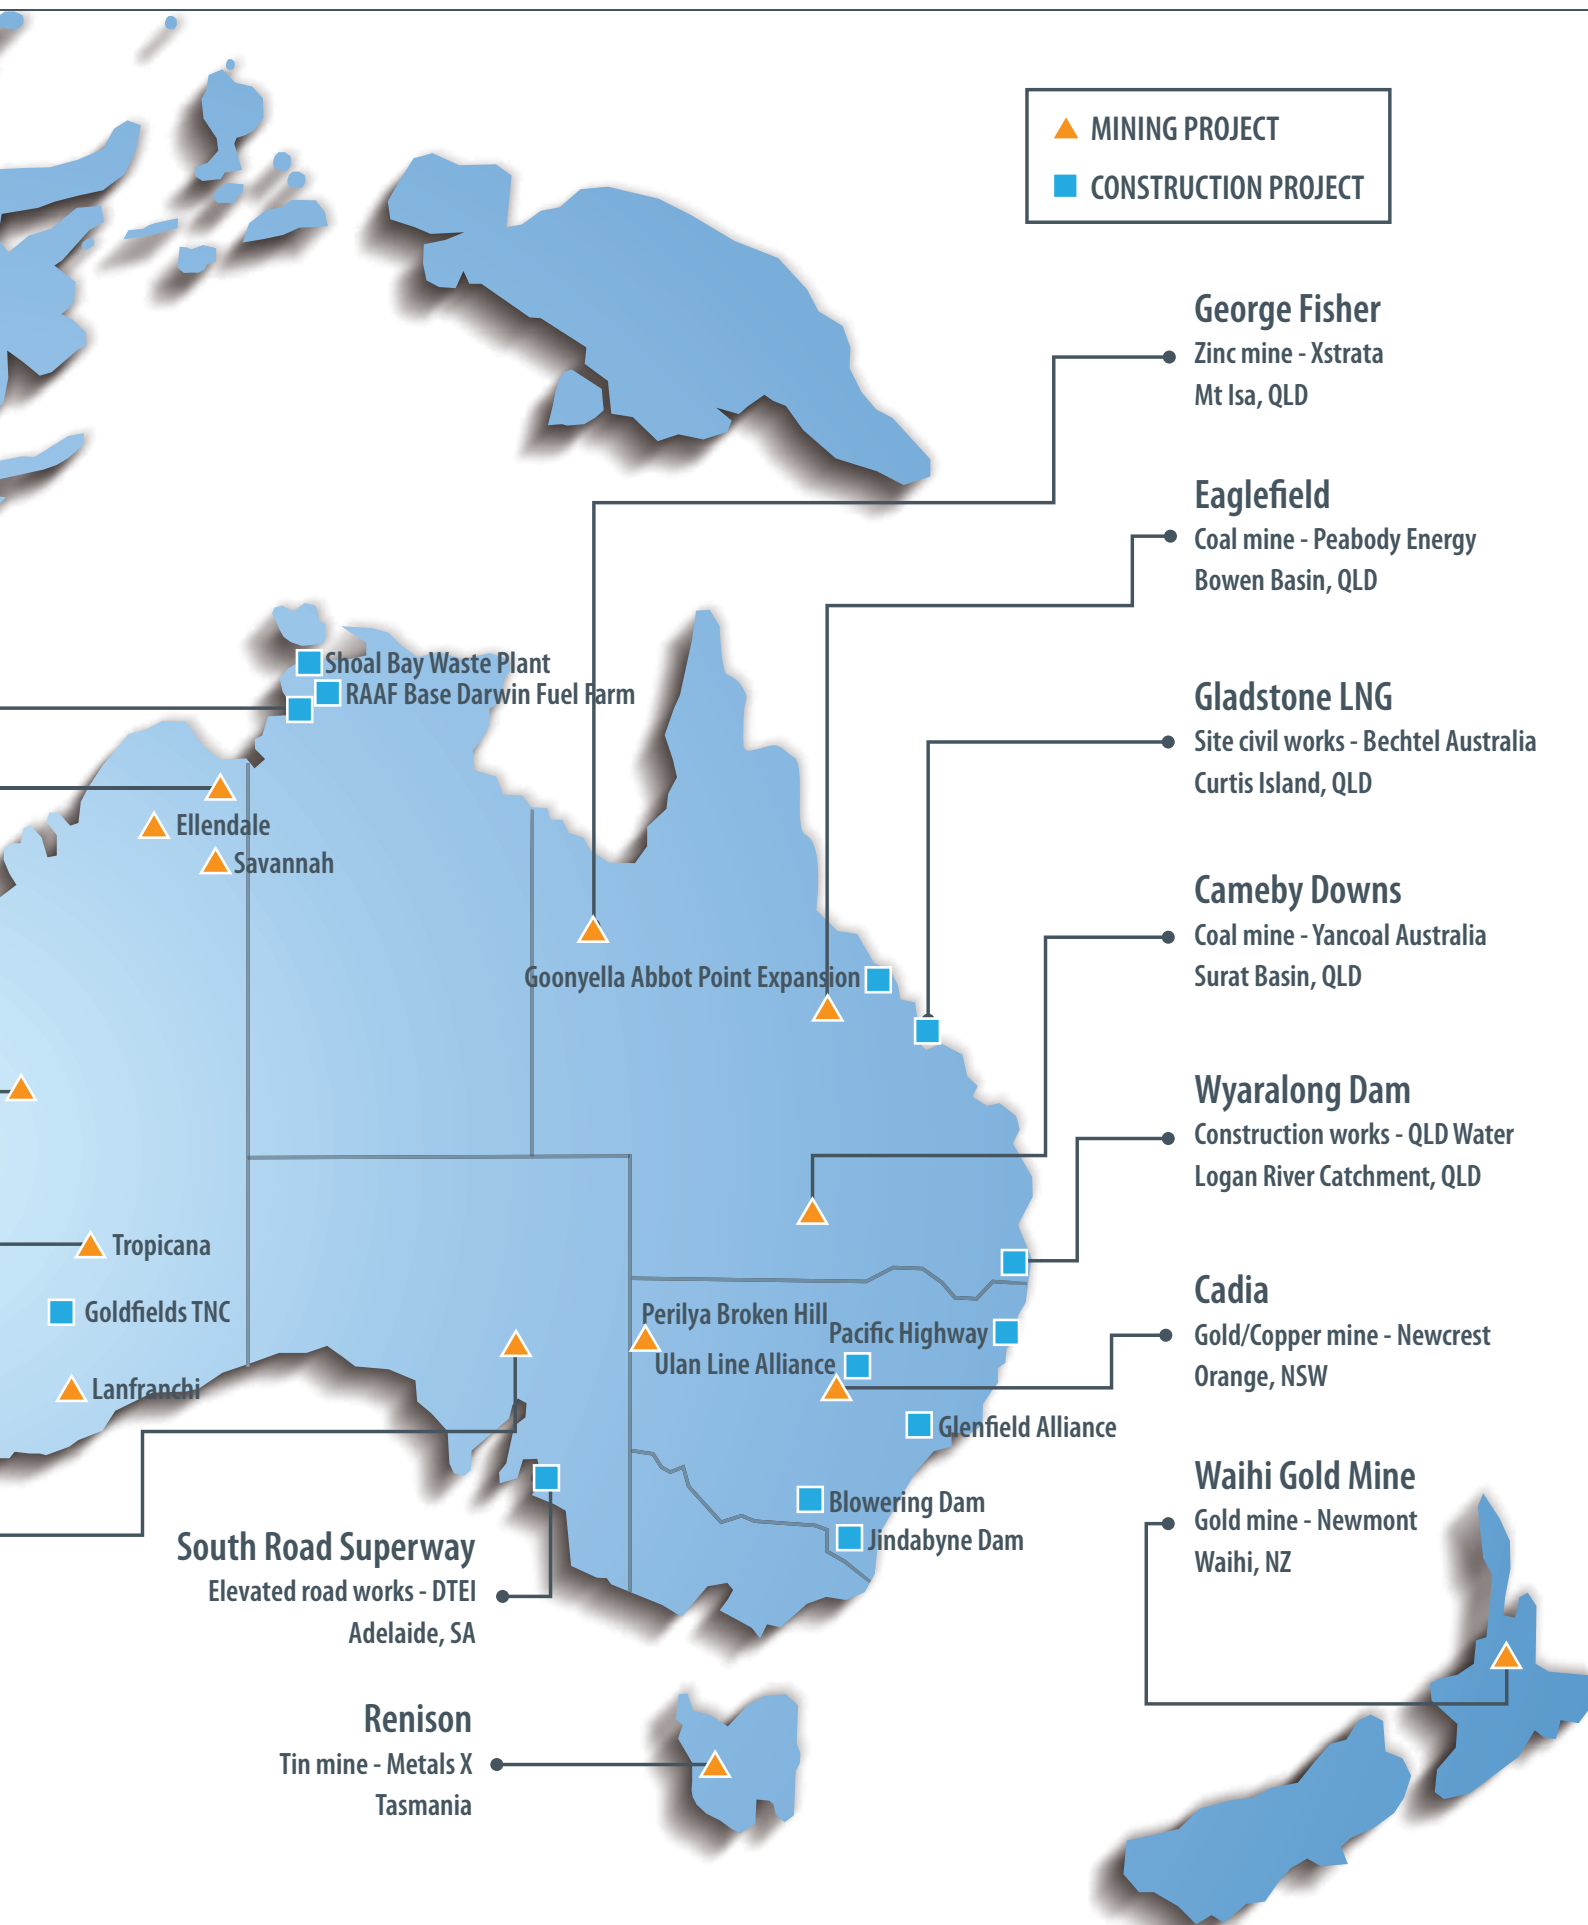 MINING PROJECT
CONSTRUCTION PROJECT
George Fisher
Zinc mine - Xstrata
Mt Isa, QLD
Eaglefield
Coal mine - Peabody Energy
Bowen Basin, QLD
Gladstone LNG
Site civil works - Bechtel Australia
Curtis Island, QLD
Cameby Downs
Coal mine - Yancoal Australia
Surat Basin, QLD
Wyaralong Dam
Construction works - QLD Water
Logan River Catchment, QLD
Cadia
Gold/Copper mine - Newcrest
Orange, NSW
Waihi Gold Mine
Gold mine - Newmont
Waihi, NZ
Shoal Bay Waste Plant
RAAF Base Darwin Fuel Farm
Ellendale
Savannah
Goonyella Abbot Point Expansion
Tropicana
Goldfields TNC
Lanfranchi
Perilya Broken Hill
Pacific Highway
Ulan Line Alliance
Glenfield Alliance
Blowering Dam
Jindabyne Dam
South Road Superway
Elevated road works - DTEI
Adelaide, SA
Renison
Tin mine - Metals X
Tasmania